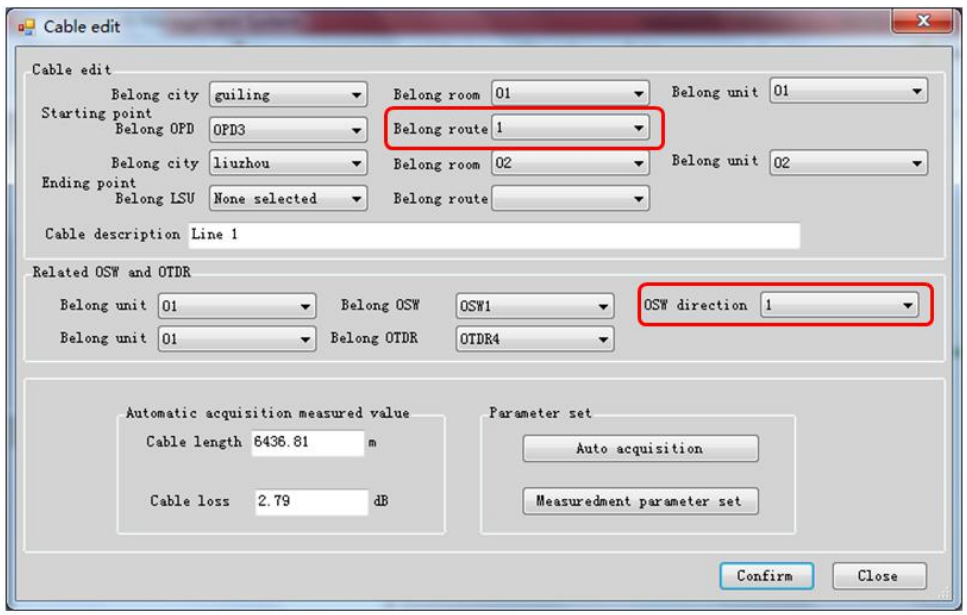 Cable edit
Cable edit
Belong city guiling Belong room 01 Belong unit 01
Starting point
Belong OPD OPD3 Belong route 1
Belong city liuzhou Belong room 02 Belong unit 02
Ending point
Belong LSU None selected Belong route
Cable description Line 1
Related OSW and OTDR
Belong unit 01 Belong OSW OSW1 OSW direction 1
Belong unit 01 Belong OTDR OTDR4
Automatic acquisition measured value Parameter set
Cable length 6436.81 m Auto acquisition
Cable loss 2.79 dB Measuredment parameter set
Confirm Close